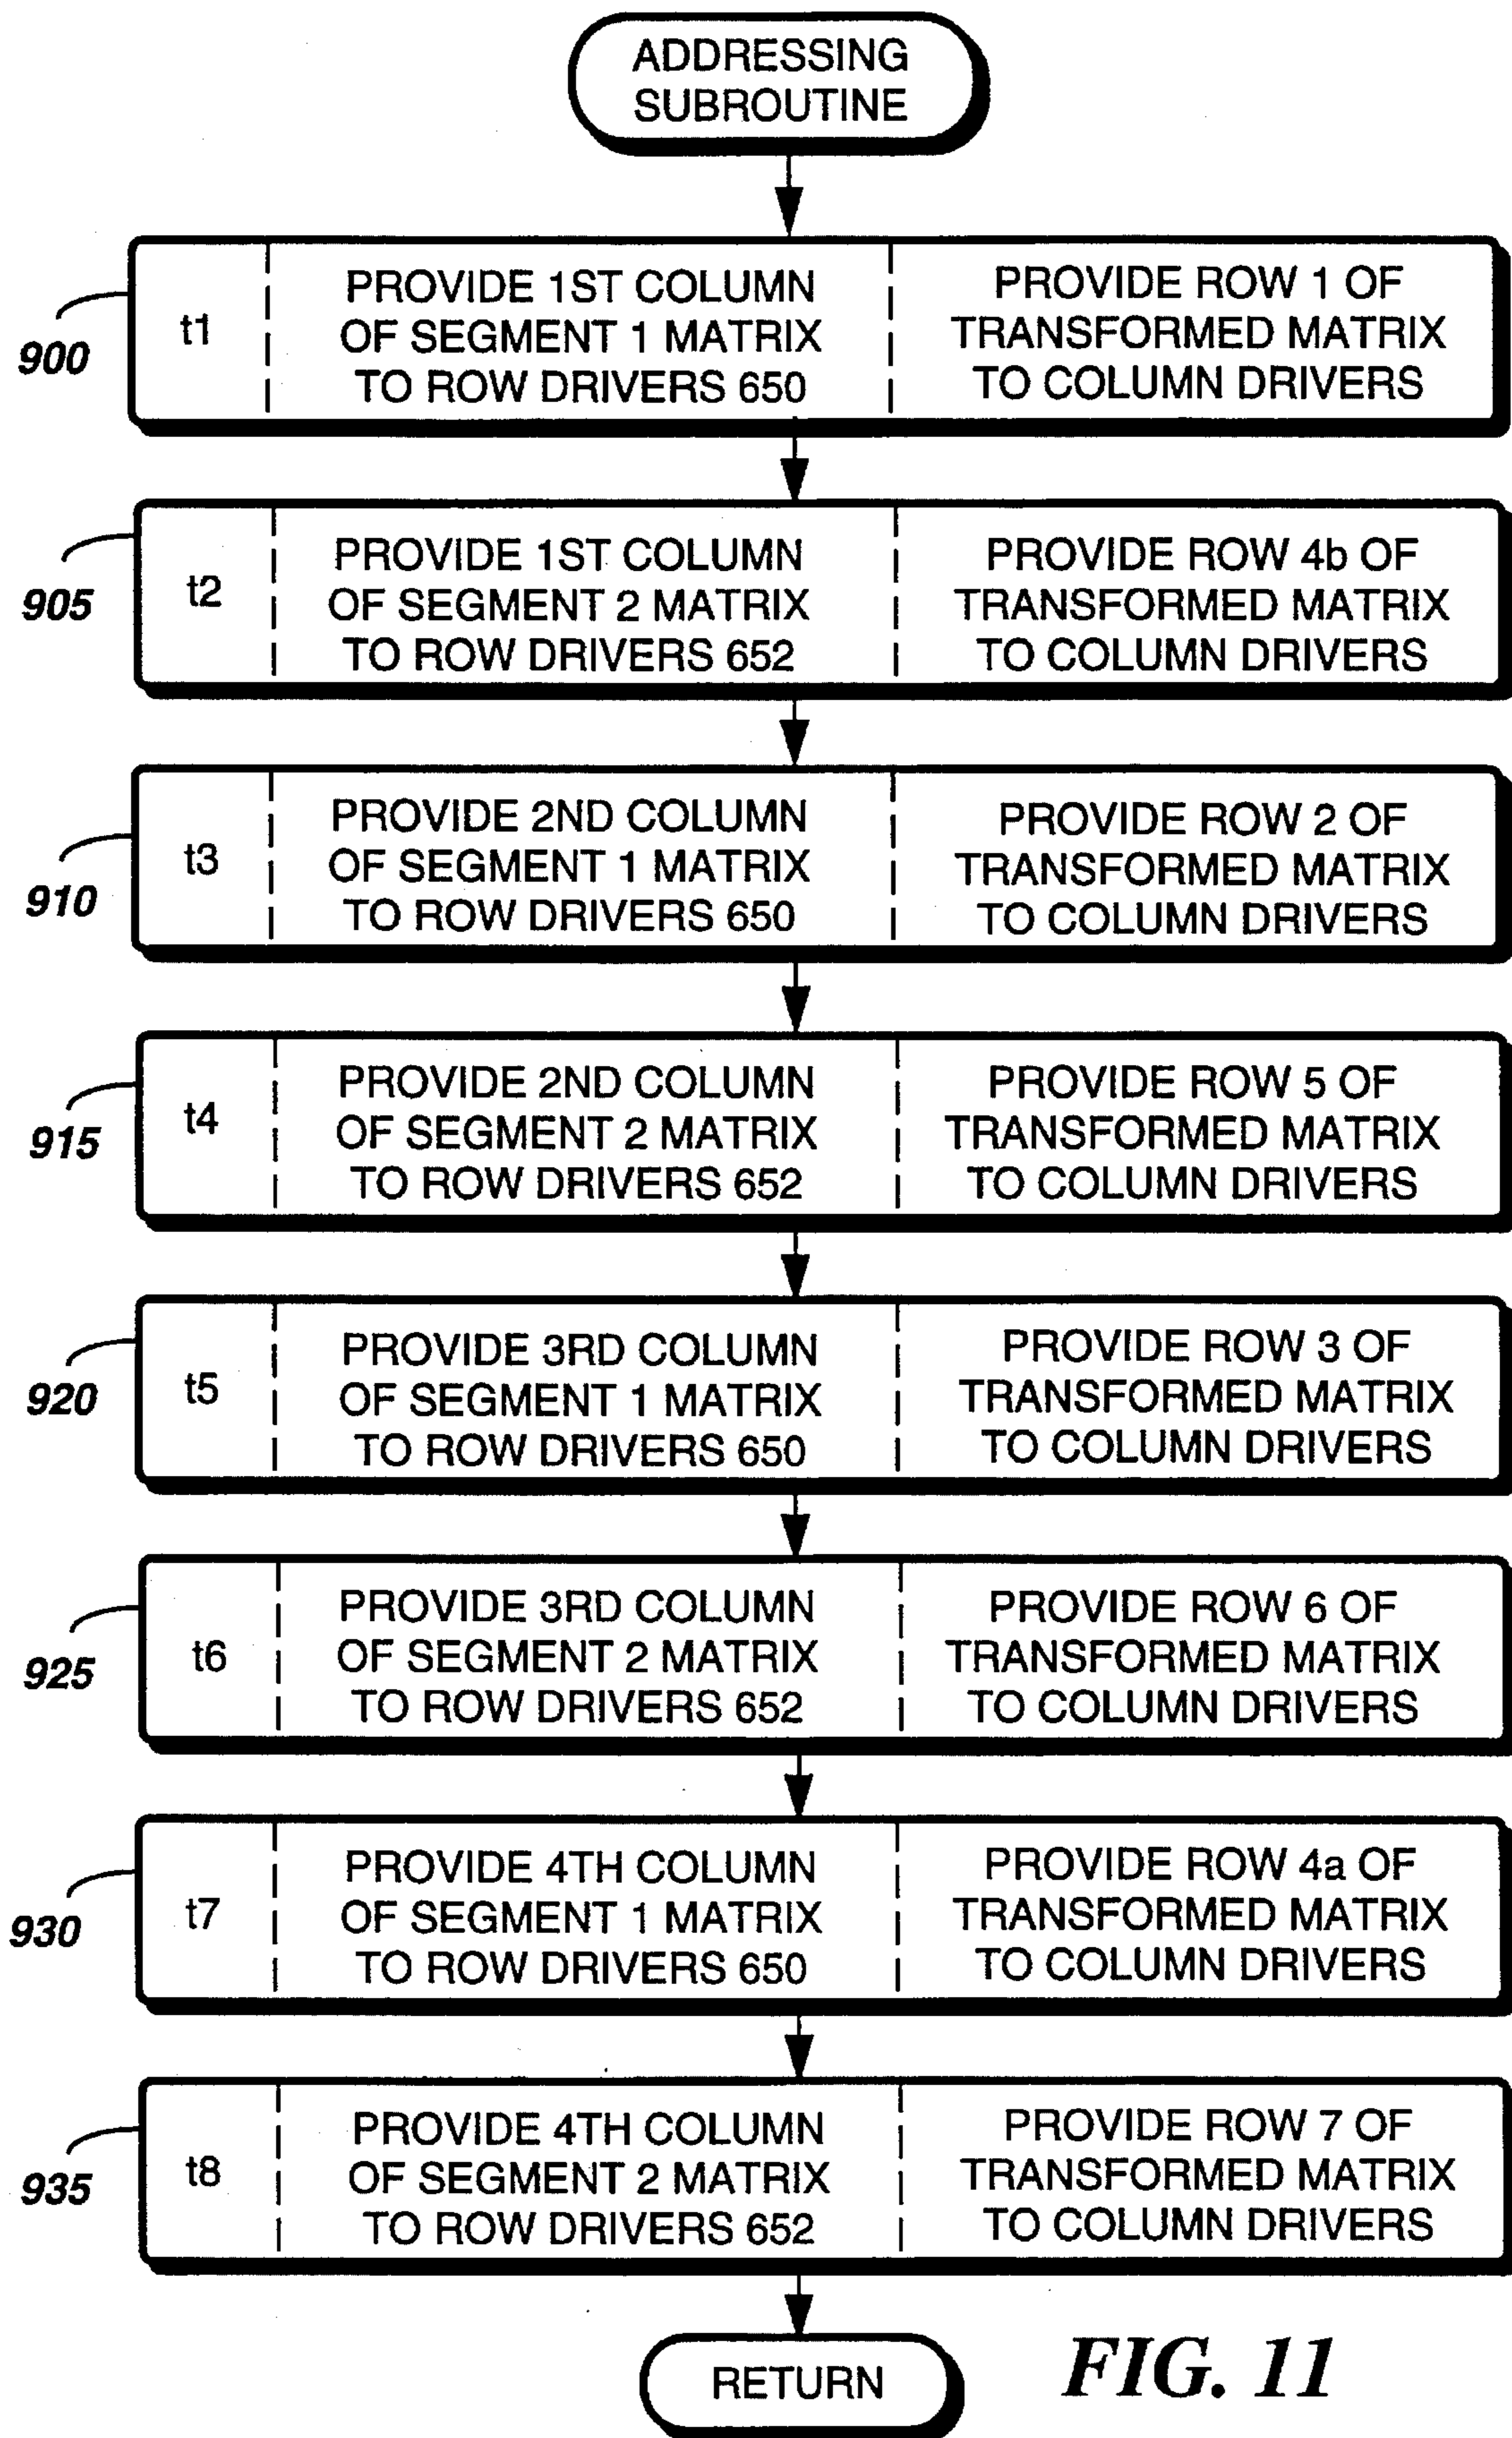 ADDRESSING
SUBROUTINE
900
t1
PROVIDE 1ST COLUMN
OF SEGMENT 1 MATRIX
TO ROW DRIVERS 650
PROVIDE ROW 1 OF
TRANSFORMED MATRIX
TO COLUMN DRIVERS
905
t2
PROVIDE 1ST COLUMN
OF SEGMENT 2 MATRIX
TO ROW DRIVERS 652
PROVIDE ROW 4b OF
TRANSFORMED MATRIX
TO COLUMN DRIVERS
910
t3
PROVIDE 2ND COLUMN
OF SEGMENT 1 MATRIX
TO ROW DRIVERS 650
PROVIDE ROW 2 OF
TRANSFORMED MATRIX
TO COLUMN DRIVERS
915
t4
PROVIDE 2ND COLUMN
OF SEGMENT 2 MATRIX
TO ROW DRIVERS 652
PROVIDE ROW 5 OF
TRANSFORMED MATRIX
TO COLUMN DRIVERS
920
t5
PROVIDE 3RD COLUMN
OF SEGMENT 1 MATRIX
TO ROW DRIVERS 650
PROVIDE ROW 3 OF
TRANSFORMED MATRIX
TO COLUMN DRIVERS
925
t6
PROVIDE 3RD COLUMN
OF SEGMENT 2 MATRIX
TO ROW DRIVERS 652
PROVIDE ROW 6 OF
TRANSFORMED MATRIX
TO COLUMN DRIVERS
930
t7
PROVIDE 4TH COLUMN
OF SEGMENT 1 MATRIX
TO ROW DRIVERS 650
PROVIDE ROW 4a OF
TRANSFORMED MATRIX
TO COLUMN DRIVERS
935
t8
PROVIDE 4TH COLUMN
OF SEGMENT 2 MATRIX
TO ROW DRIVERS 652
PROVIDE ROW 7 OF
TRANSFORMED MATRIX
TO COLUMN DRIVERS
RETURN
FIG. 11